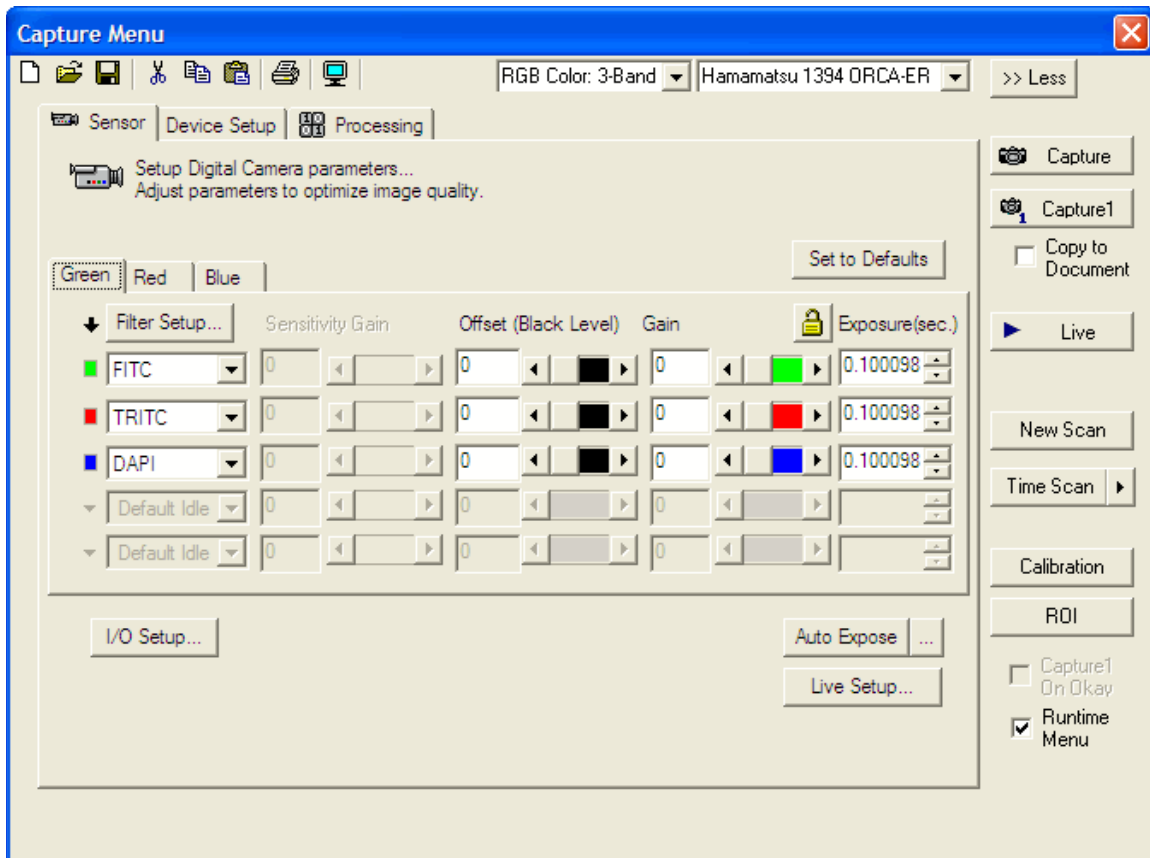 Capture Menu
RGB Color: 3-Band Hamamatsu 1394 ORCA-ER >> Less
Sensor Device Setup Processing
Setup Digital Camera parameters...
Adjust parameters to optimize image quality.
Capture
1 Capture1
Copy to
Document
Set to Defaults
Green Red Blue
Filter Setup... Sensitivity Gain Offset (Black Level) Gain Exposure(sec.)
Live
FITC 0 0 0 0.100098
TRITC 0 0 0 0.100098
New Scan
DAPI 0 0 0 0.100098
Time Scan
Default Idle 0 0 0
Default Idle 0 0 0
Calibration
ROI
I/O Setup... Auto Expose ...
Live Setup...
Capture1
On Okay
Runtime
Menu